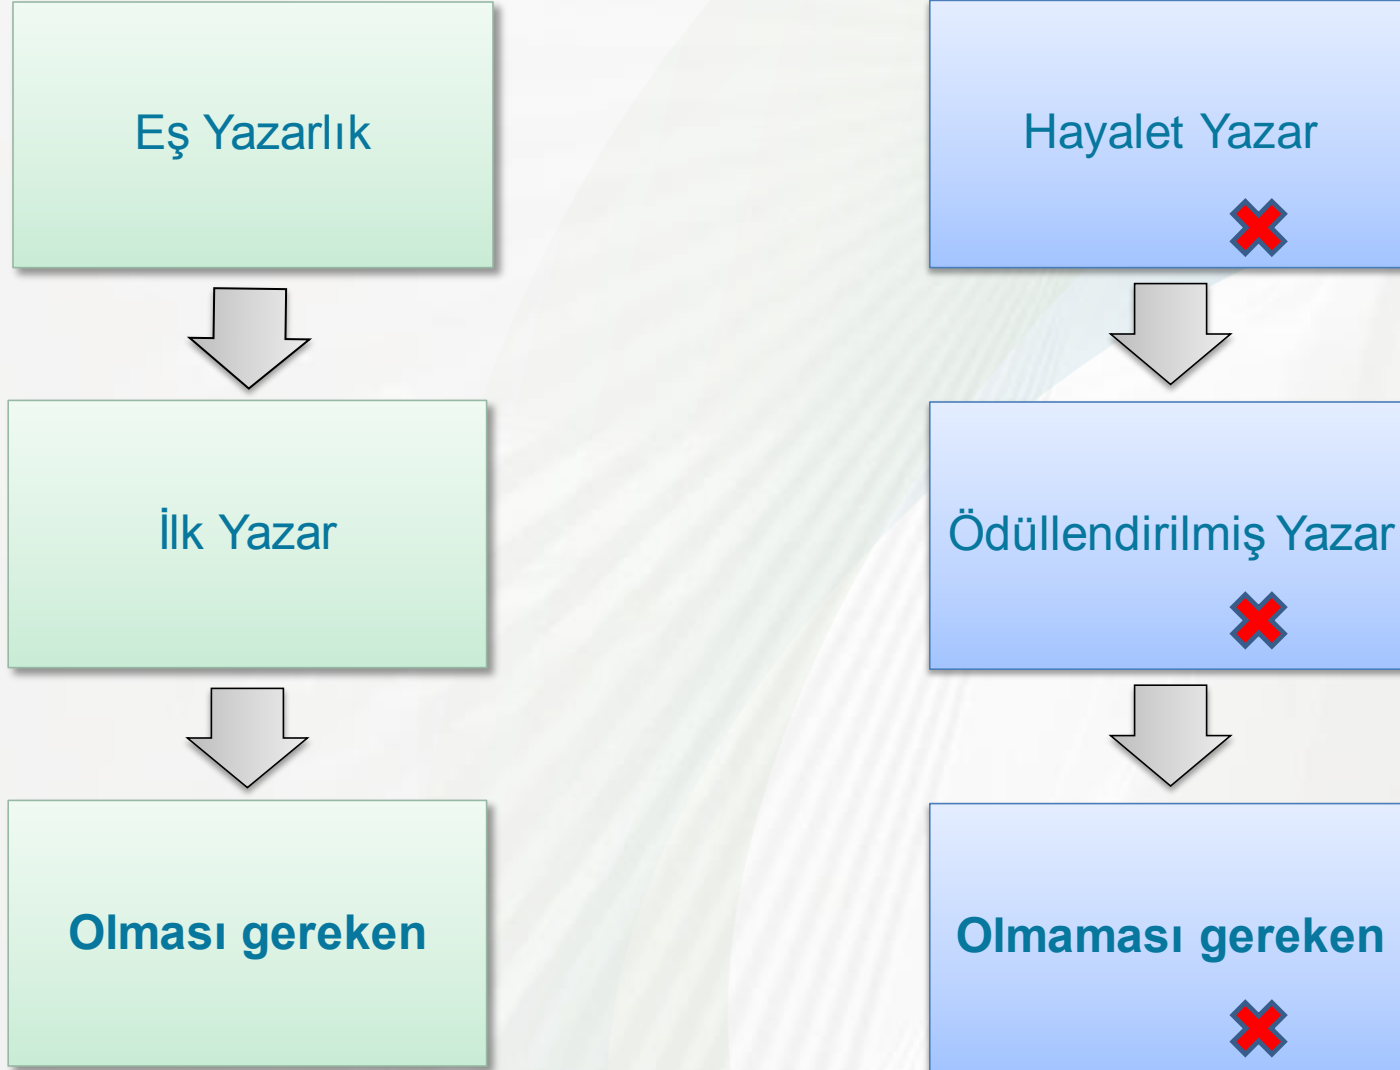 Eş Yazarlık
Hayalet Yazar
İlk Yazar
Ödüllendirilmiş Yazar
Olması gereken
Olmaması gereken